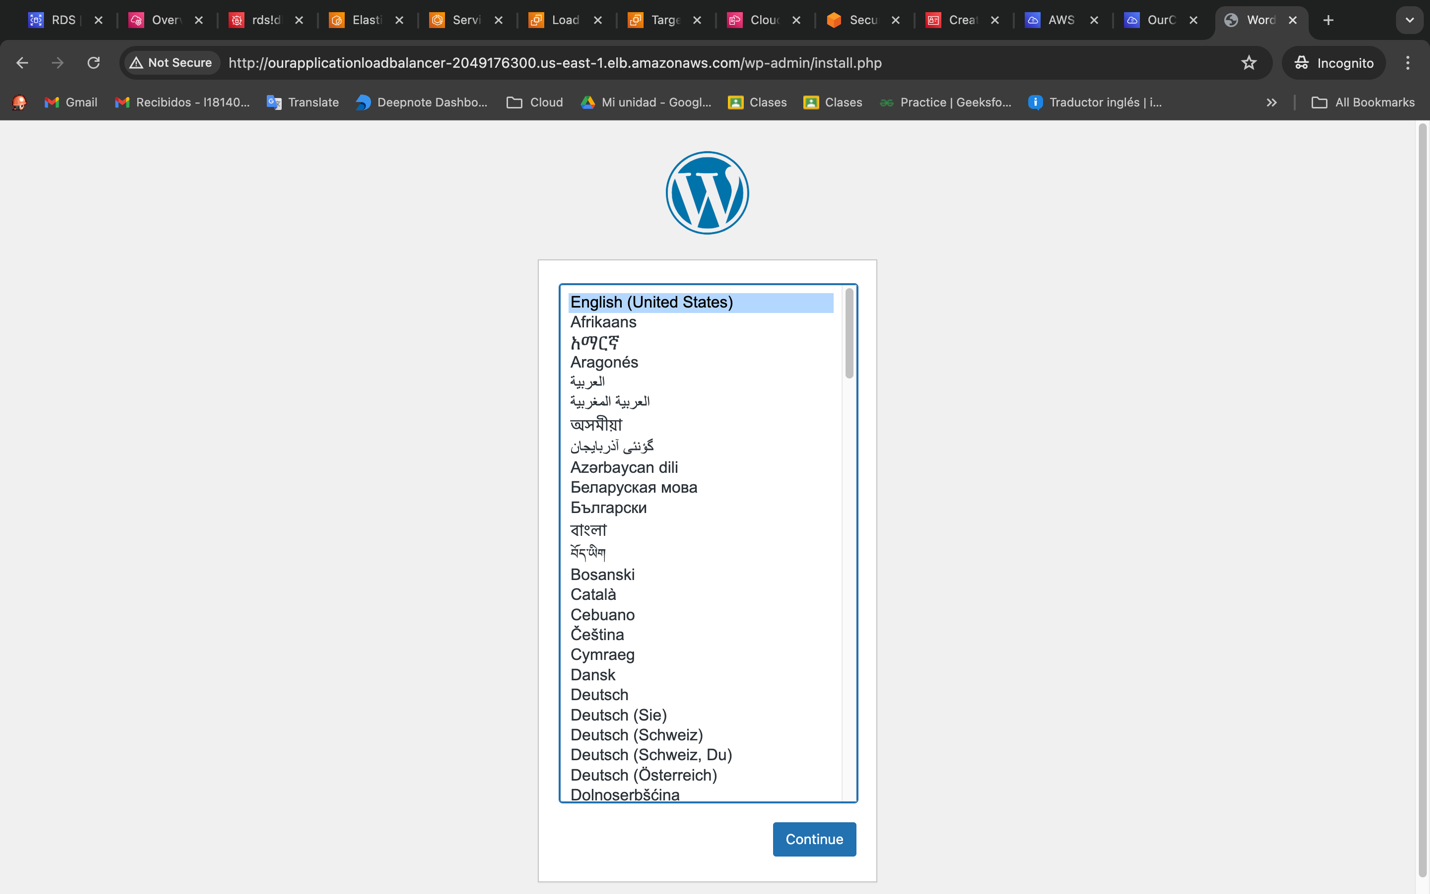 RDS
Over
rds!d
Elasti
Servi
Load
Targe
Clou
Secu
Creat
AWS
OurC
Word
Not Secure
http://ourapplicationloadbalancer-2049176300.us-east-1.elb.amazonaws.com/wp-admin/install.php
Incognito
Gmail
Recibidos - l18140...
Translate
Deepnote Dashbo...
Cloud
Mi unidad - Googl...
Clases
Clases
Practice | Geeksfo...
Traductor inglés | i...
All Bookmarks
English (United States)
Afrikaans
አማርኛ
Aragonés
العربية
العربية المغربية
অসমীয়া
گؤنئی آذربایجان
Azərbaycan dili
Беларуская мова
Български
বাংলা
བོད་ཡིག
Bosanski
Català
Cebuano
Čeština
Cymraeg
Dansk
Deutsch
Deutsch (Sie)
Deutsch (Schweiz)
Deutsch (Schweiz, Du)
Deutsch (Österreich)
Dolnoserbšćina
Continue